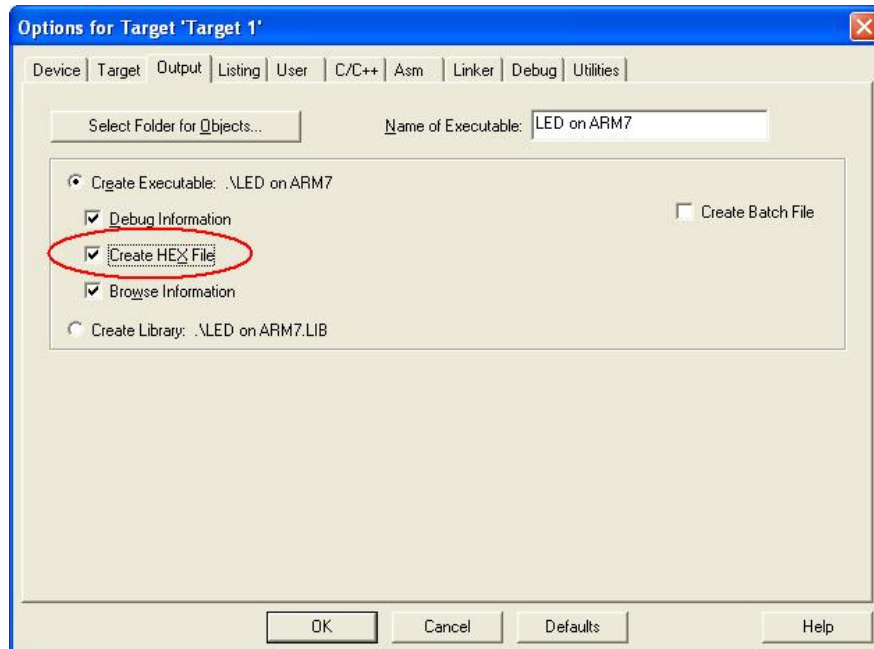 Options for Target 'Target 1'
Device Target Output Listing User C/C++ Asm Linker Debug Utilities
Select Folder for Objects... Name of Executable: LED on ARM7
Create Executable: .\LED on ARM7
Debug Information Create Batch File
Create HEX File
Browse Information
Create Library: .\LED on ARM7.LIB
OK Cancel Defaults Help